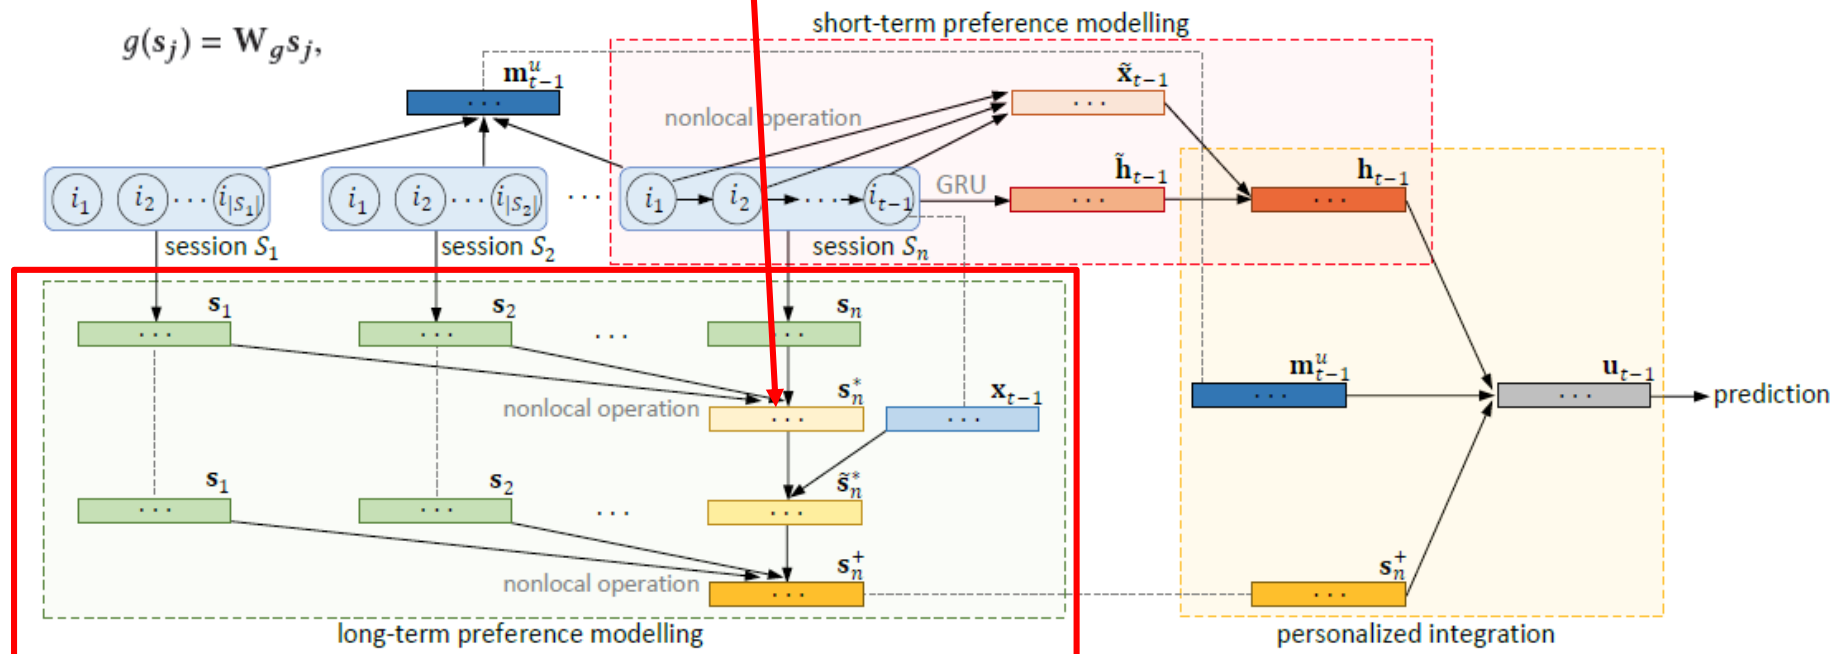 g(s_j) = W_g s_j,
short-term preference modelling
m^u_{t−1}
···
x̃_{t−1}
···
nonlocal operation
i_1 i_2 ··· i_{|S_1|}
i_1 i_2 ··· i_{|S_2|}
···
i_1 i_2 ··· i_{t−1}
GRU
h̃_{t−1}
···
h_{t−1}
···
session S_1
session S_2
session S_n
s_1
···
s_2
···
···
s_n
···
nonlocal operation
s^*_n
···
x_{t−1}
···
m^u_{t−1}
···
u_{t−1}
···
prediction
s_1
···
s_2
···
···
s̃^*_n
···
nonlocal operation
s^+_n
···
s^+_n
···
long-term preference modelling
personalized integration